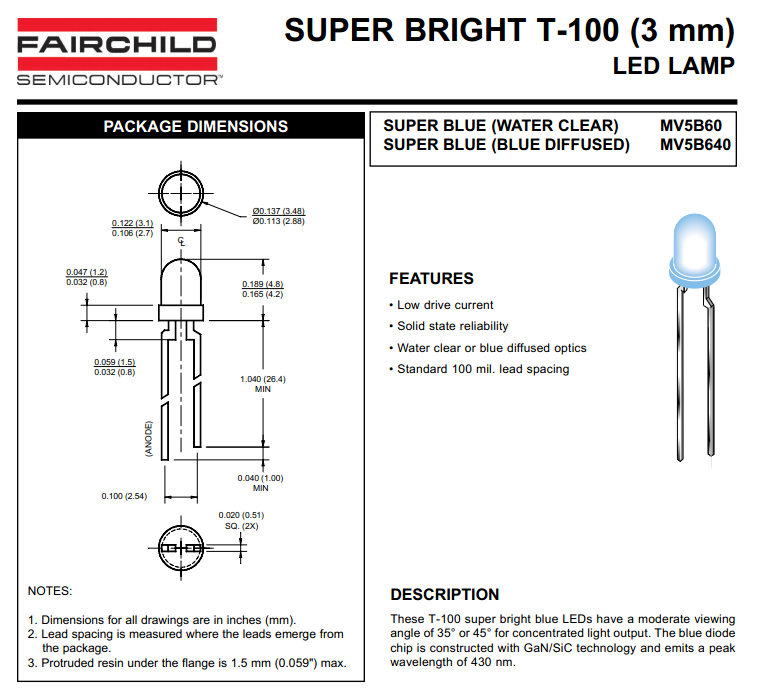 FAIRCHILD
SEMICONDUCTOR™
SUPER BRIGHT T-100 (3 mm)
LED LAMP
PACKAGE DIMENSIONS
SUPER BLUE (WATER CLEAR) MV5B60
SUPER BLUE (BLUE DIFFUSED) MV5B640
Ø0.137 (3.48)
Ø0.113 (2.88)
0.122 (3.1)
0.106 (2.7)
CL
0.047 (1.2)
0.032 (0.8)
0.189 (4.8)
0.165 (4.2)
0.059 (1.5)
0.032 (0.8)
1.040 (26.4)
MIN
(ANODE)
0.040 (1.00)
MIN
0.100 (2.54)
0.020 (0.51)
SQ. (2X)
NOTES:
1. Dimensions for all drawings are in inches (mm).
2. Lead spacing is measured where the leads emerge from
the package.
3. Protruded resin under the flange is 1.5 mm (0.059") max.
FEATURES
• Low drive current
• Solid state reliability
• Water clear or blue diffused optics
• Standard 100 mil. lead spacing
DESCRIPTION
These T-100 super bright blue LEDs have a moderate viewing
angle of 35° or 45° for concentrated light output. The blue diode
chip is constructed with GaN/SiC technology and emits a peak
wavelength of 430 nm.